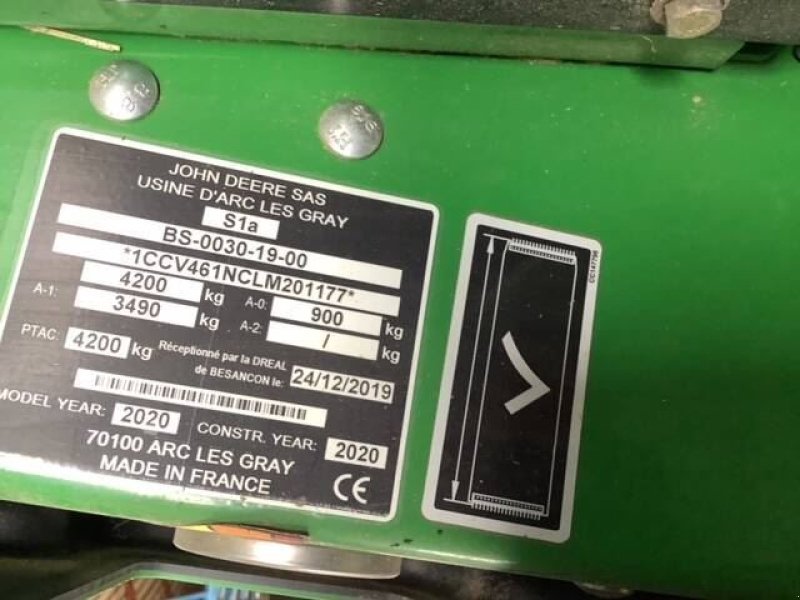 JOHN DEERE SAS
USINE D'ARC LES GRAY
S1a
BS-0030-19-00
*1CCV461NCLM201177*
4200 kg
A-1: 3490 kg
A-0: 900 kg
A-2: / kg
PTAC: 4200 kg
Réceptionné par la DREAL
de BESANCON le: 24/12/2019
MODEL YEAR: 2020
CONSTR. YEAR: 2020
70100 ARC LES GRAY
MADE IN FRANCE
CE
CC147796